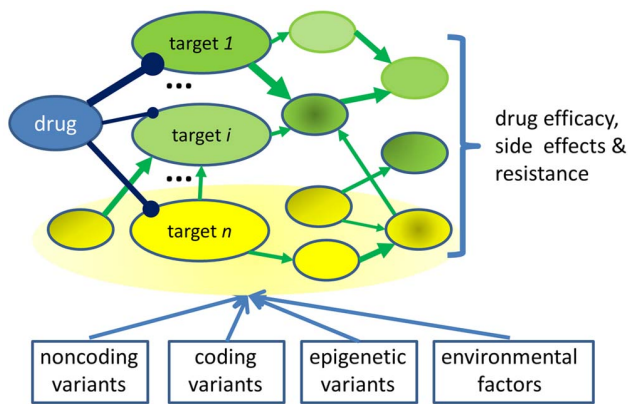 target 1
...
drug
target i
...
target n
drug efficacy,
side effects &
resistance
noncoding
variants
coding
variants
epigenetic
variants
environmental
factors